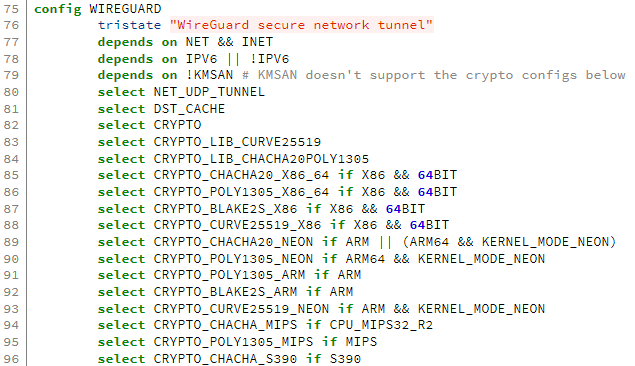 75 config WIREGUARD
76 tristate "WireGuard secure network tunnel"
77 depends on NET && INET
78 depends on IPV6 || !IPV6
79 depends on !KMSAN # KMSAN doesn't support the crypto configs below
80 select NET_UDP_TUNNEL
81 select DST_CACHE
82 select CRYPTO
83 select CRYPTO_LIB_CURVE25519
84 select CRYPTO_LIB_CHACHA20POLY1305
85 select CRYPTO_CHACHA20_X86_64 if X86 && 64BIT
86 select CRYPTO_POLY1305_X86_64 if X86 && 64BIT
87 select CRYPTO_BLAKE2S_X86 if X86 && 64BIT
88 select CRYPTO_CURVE25519_X86 if X86 && 64BIT
89 select CRYPTO_CHACHA20_NEON if ARM || (ARM64 && KERNEL_MODE_NEON)
90 select CRYPTO_POLY1305_NEON if ARM64 && KERNEL_MODE_NEON
91 select CRYPTO_POLY1305_ARM if ARM
92 select CRYPTO_BLAKE2S_ARM if ARM
93 select CRYPTO_CURVE25519_NEON if ARM && KERNEL_MODE_NEON
94 select CRYPTO_CHACHA_MIPS if CPU_MIPS32_R2
95 select CRYPTO_POLY1305_MIPS if MIPS
96 select CRYPTO_CHACHA_S390 if S390